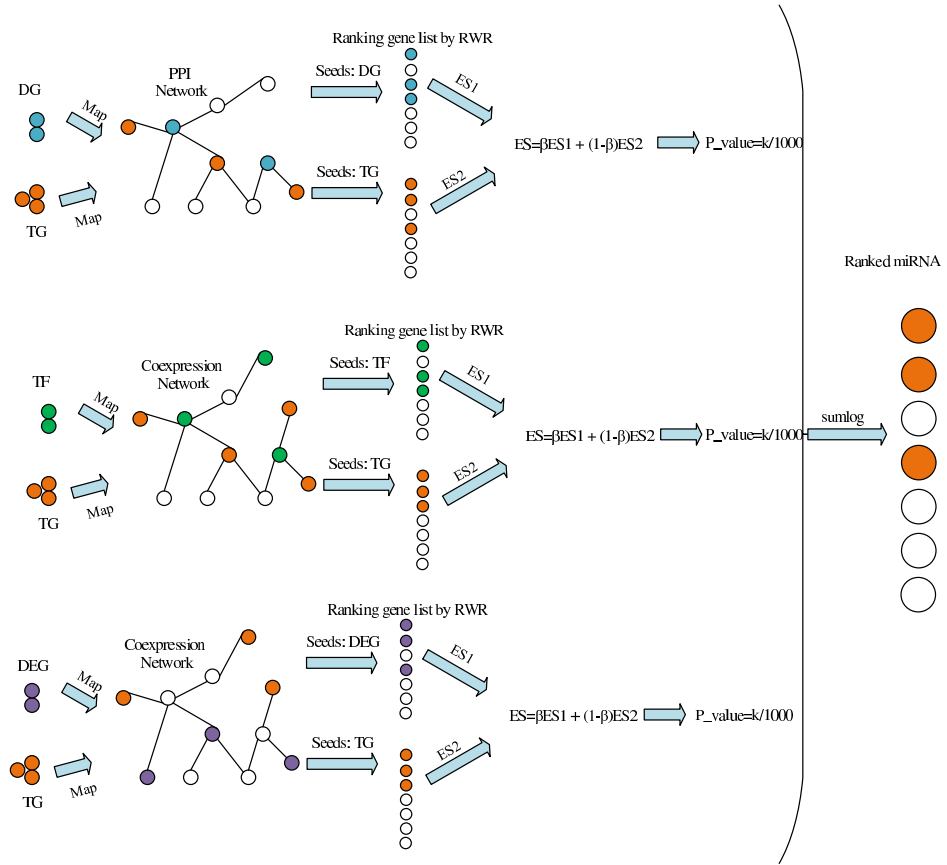 Ranking gene list by RWR
DG
Map
PPI
Network
Seeds: DG
ES1
ES=βES1 + (1-β)ES2
P_value=k/1000
Seeds: TG
ES2
Map
TG
Ranked miRNA
Ranking gene list by RWR
TF
Map
Coexpression
Network
Seeds: TF
ES1
ES=βES1 + (1-β)ES2
P_value=k/1000
sumlog
Seeds: TG
ES2
Map
TG
Ranking gene list by RWR
DEG
Map
Coexpression
Network
Seeds: DEG
ES1
ES=βES1 + (1-β)ES2
P_value=k/1000
Seeds: TG
ES2
Map
TG